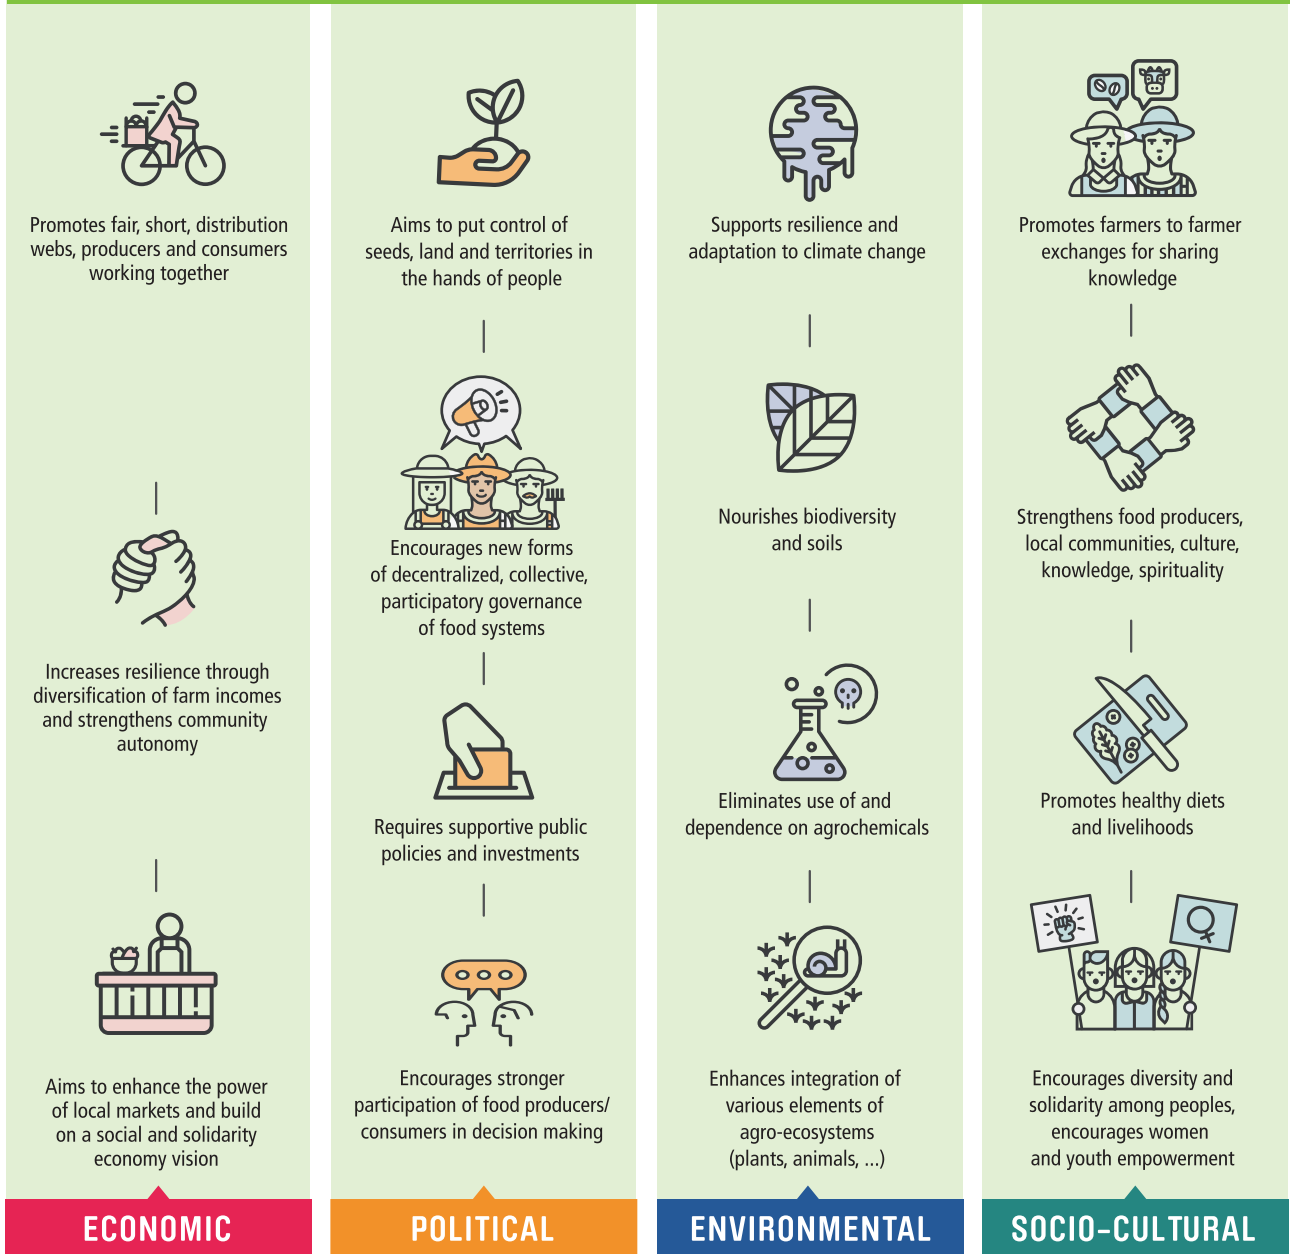 Promotes fair, short, distribution
webs, producers and consumers
working together
Increases resilience through
diversification of farm incomes
and strengthens community
autonomy
Aims to enhance the power
of local markets and build
on a social and solidarity
economy vision
ECONOMIC
Aims to put control of
seeds, land and territories in
the hands of people
Encourages new forms
of decentralized, collective,
participatory governance
of food systems
Requires supportive public
policies and investments
Encourages stronger
participation of food producers/
consumers in decision making
POLITICAL
Supports resilience and
adaptation to climate change
Nourishes biodiversity
and soils
Eliminates use of and
dependence on agrochemicals
Enhances integration of
various elements of
agro-ecosystems
(plants, animals, ...)
ENVIRONMENTAL
Promotes farmers to farmer
exchanges for sharing
knowledge
Strengthens food producers,
local communities, culture,
knowledge, spirituality
Promotes healthy diets
and livelihoods
Encourages diversity and
solidarity among peoples,
encourages women
and youth empowerment
SOCIO-CULTURAL